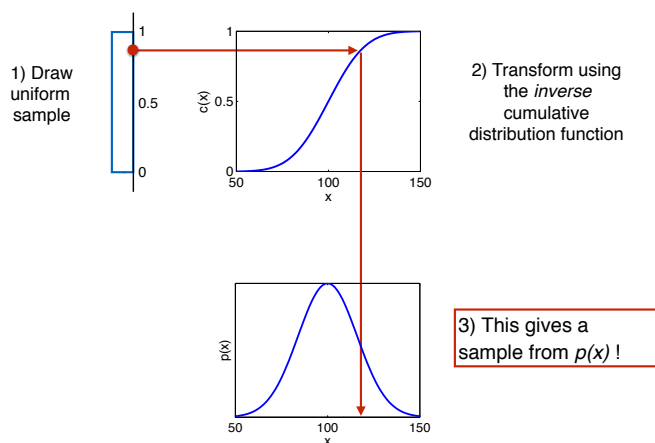 1) Draw
uniform
sample
1
0.5
0
1
0.5
0
c(x)
50 100 150
x
2) Transform using
the inverse
cumulative
distribution function
p(x)
50 100 150
x
3) This gives a
sample from p(x) !